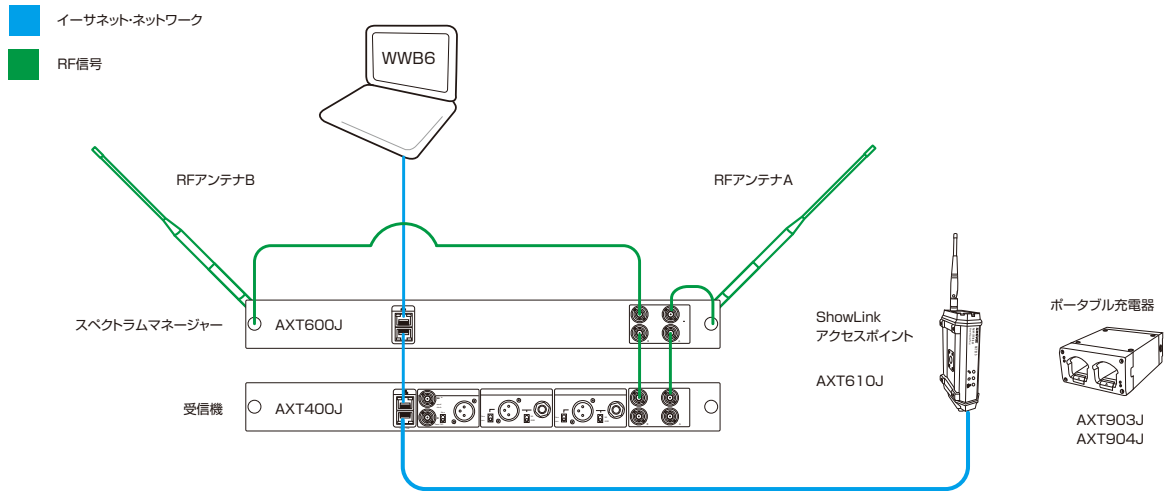 イーサネット・ネットワーク
RF信号
WWB6
RFアンテナB
RFアンテナA
スペクトラムマネージャー
AXT600J
ShowLink
アクセスポイント
AXT610J
ポータブル充電器
受信機
AXT400J
AXT903J
AXT904J